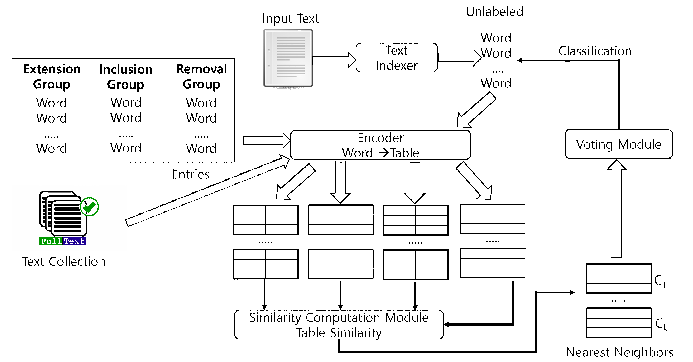 Input Text
Unlabeled
Word
Word
....
Word
Text
Indexer
Classification
Extension
Group
Inclusion
Group
Removal
Group
Word
Word
Word
Word
Word
Word
.....
.....
.....
Word
Word
Word
Entries
Encoder
Word →Table
Voting Module
Full Text
Text Collection
.....
.....
.....
.....
Similarity Computation Module
Table Similarity
....
Nearest Neighbors